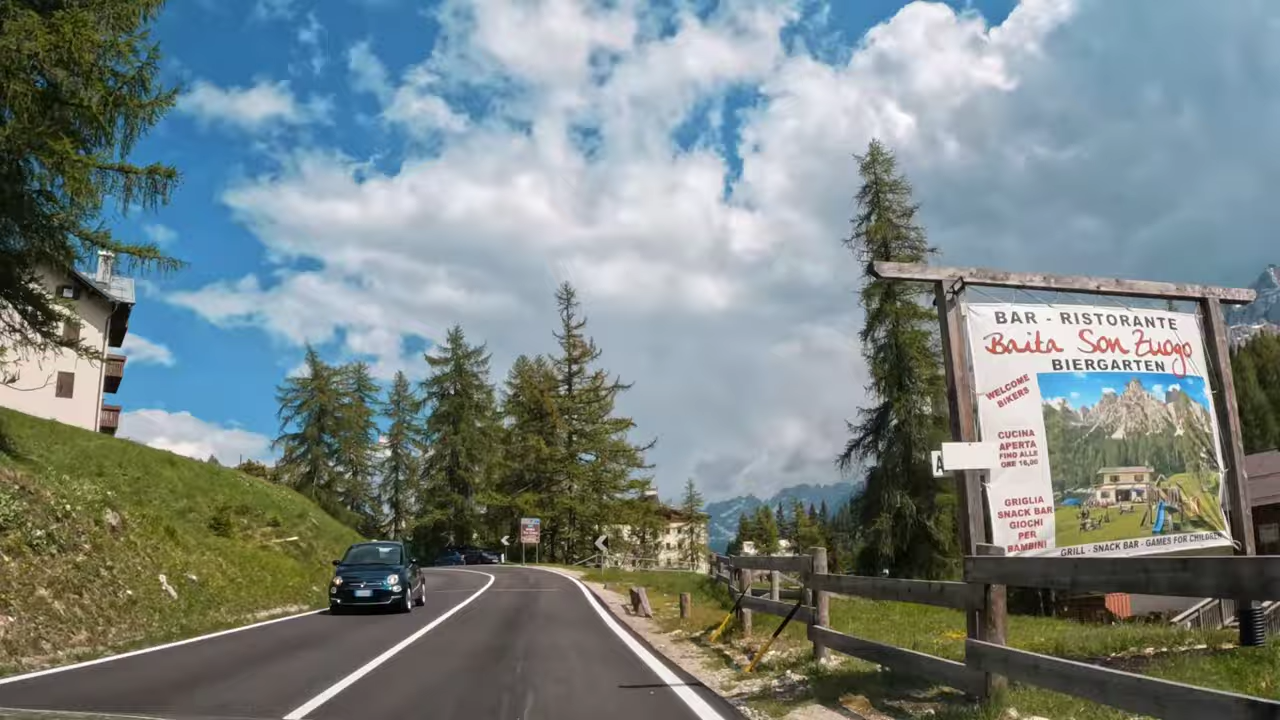 BAR - RISTORANTE
Baita Son Zuogo
BIERGARTEN
WELCOME
BIKERS
CUCINA
APERTA
FINO ALLE
ORE 16,00
GRIGLIA
SNACK BAR
GIOCHI
PER
BAMBINI
GRILL - SNACK BAR - GAMES FOR CHILDREN
A